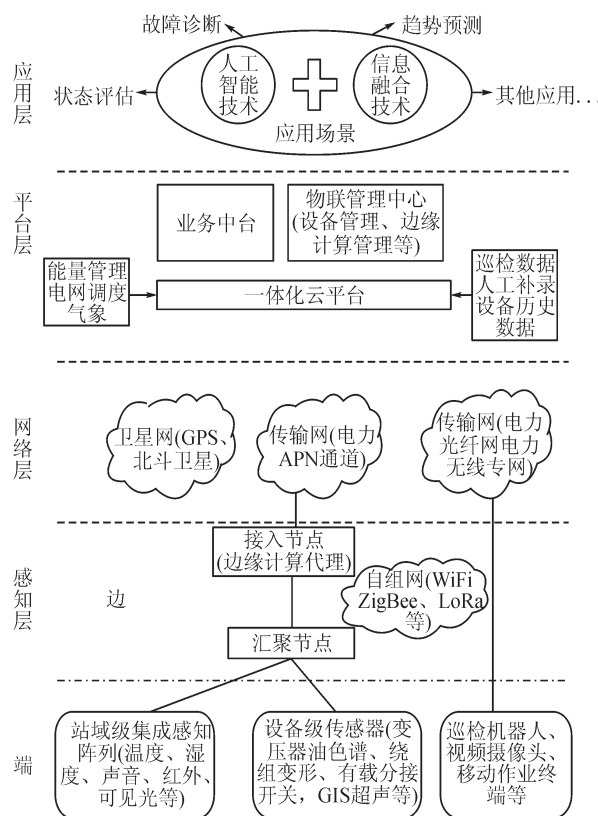 故障诊断
趋势预测
应用层
状态评估
人工
智能
技术
信息
融合
技术
其他应用...
应用场景
平台层
业务中台
物联管理中心
(设备管理、边缘
计算管理等)
能量管理
电网调度
气象
一体化云平台
巡检数据
人工补录
设备历史
数据
网络层
卫星网(GPS、
北斗卫星)
传输网(电力
APN通道)
传输网(电力
光纤网电力
无线专网)
感知层
边
接入节点
(边缘计算代理)
自组网(WiFi
ZigBee、LoRa
等)
汇聚节点
端
站域级集成感知
阵列(温度、湿
度、声音、红外、
可见光等)
设备级传感器(变
压器油色谱、绕
组变形、有载分接
开关，GIS超声等)
巡检机器人、
视频摄像头、
移动作业终
端等